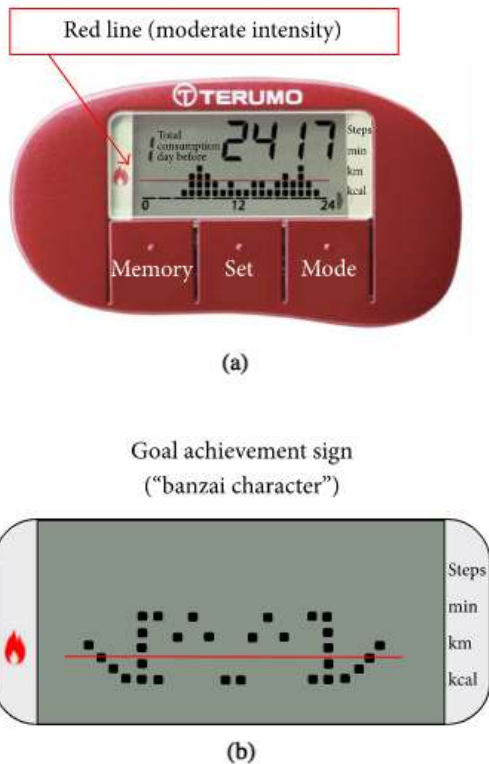 Red line (moderate intensity)
TERUMO
Total
consumption
day before
2417
Steps
min
km
kcal
0 12 24
Memory Set Mode
(a)
Goal achievement sign
(“banzai character”)
Steps
min
km
kcal
(b)